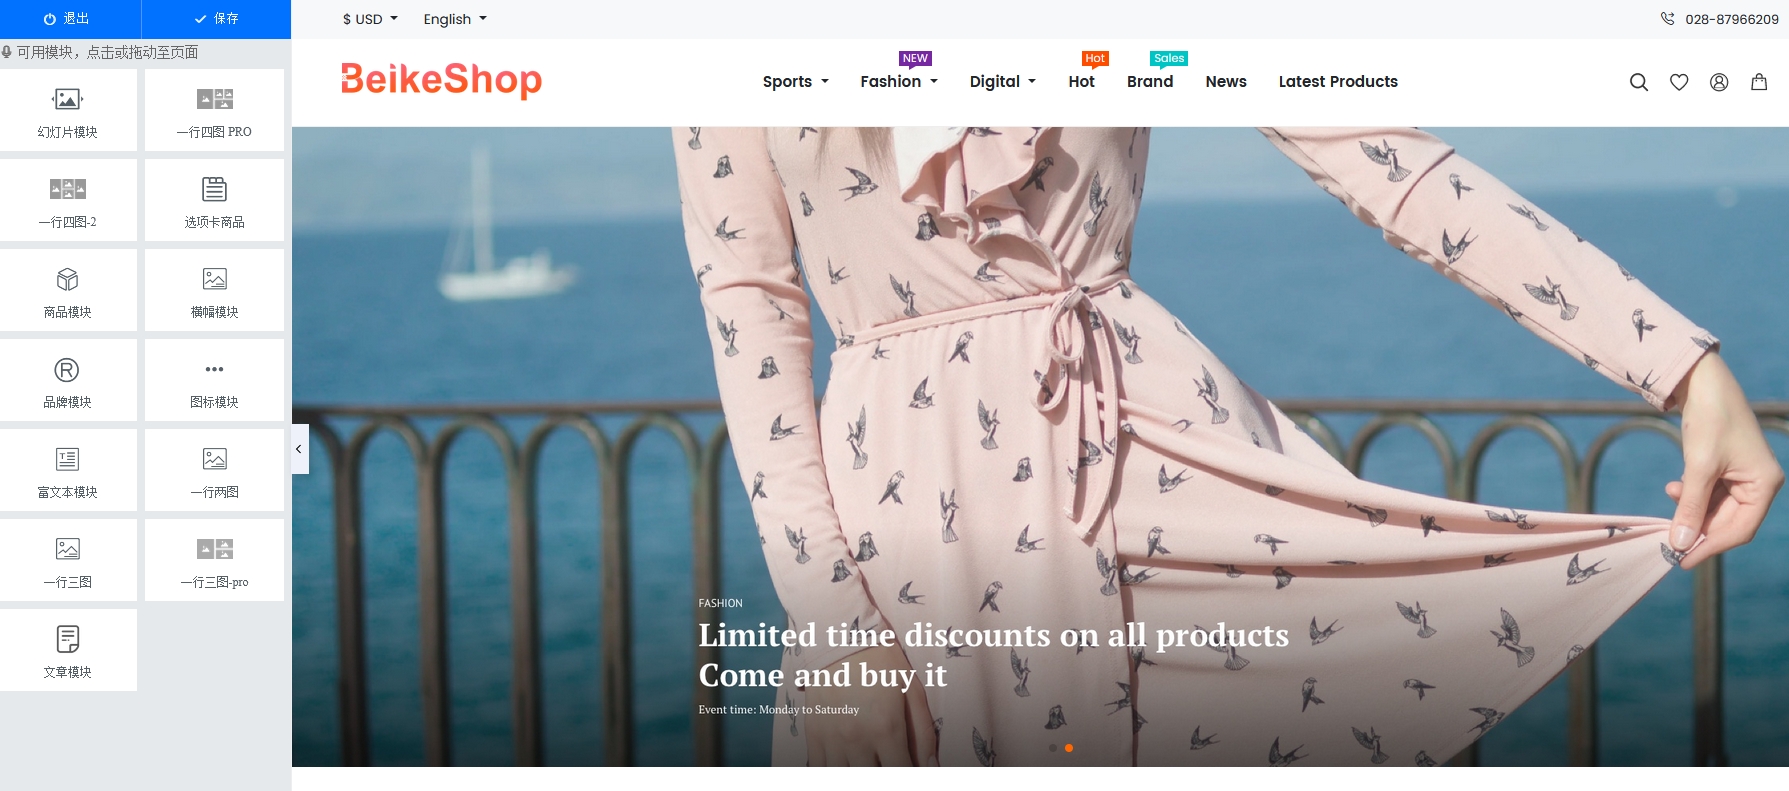 退出
保存
可用模块，点击或拖动至页面
幻灯片模块
一行四图 PRO
一行四图-2
选项卡商品
商品模块
横幅模块
品牌模块
图标模块
富文本模块
一行两图
一行三图
一行三图-pro
文章模块
$ USD
English
028-87966209
BeikeShop
NEW
Hot
Sales
Sports
Fashion
Digital
Hot
Brand
News
Latest Products
FASHION
Limited time discounts on all products
Come and buy it
Event time: Monday to Saturday